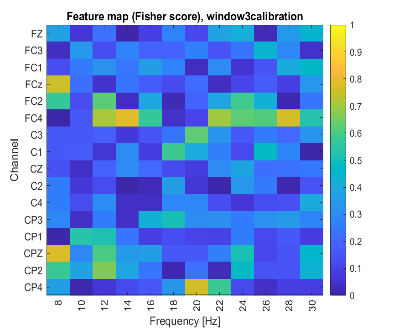 Feature map (Fisher score), window3calibration
Channel
FZ
FC3
FC1
FCz
FC2
FC4
C3
C1
CZ
C2
C4
CP3
CP1
CPZ
CP2
CP4
8 10 12 14 16 18 20 22 24 26 28 30
Frequency [Hz]
1
0.9
0.8
0.7
0.6
0.5
0.4
0.3
0.2
0.1
0